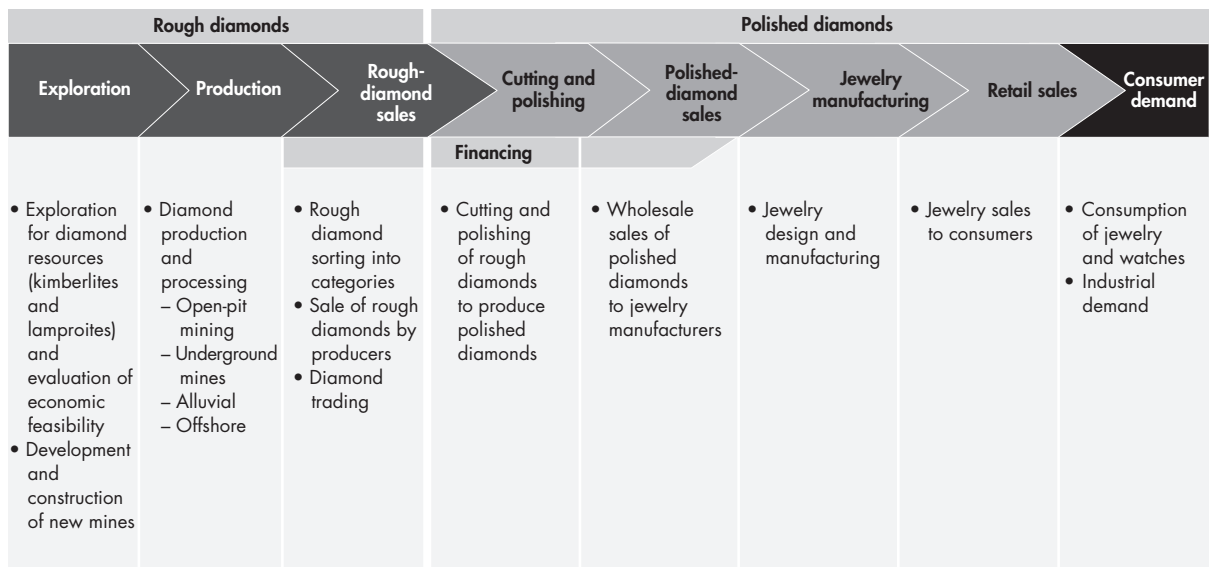 Rough diamonds
Polished diamonds
Exploration
Production
Rough-
diamond
sales
Cutting and
polishing
Polished-
diamond
sales
Jewelry
manufacturing
Retail sales
Consumer
demand
Financing
• Exploration
for diamond
resources
(kimberlites
and
lamproites)
and
evaluation of
economic
feasibility
• Development
and
construction
of new mines
• Diamond
production
and
processing
– Open-pit
mining
– Underground
mines
– Alluvial
– Offshore
• Rough
diamond
sorting into
categories
• Sale of rough
diamonds by
producers
• Diamond
trading
• Cutting and
polishing
of rough
diamonds
to produce
polished
diamonds
• Wholesale
sales of
polished
diamonds
to jewelry
manufacturers
• Jewelry
design and
manufacturing
• Jewelry sales
to consumers
• Consumption
of jewelry
and watches
• Industrial
demand